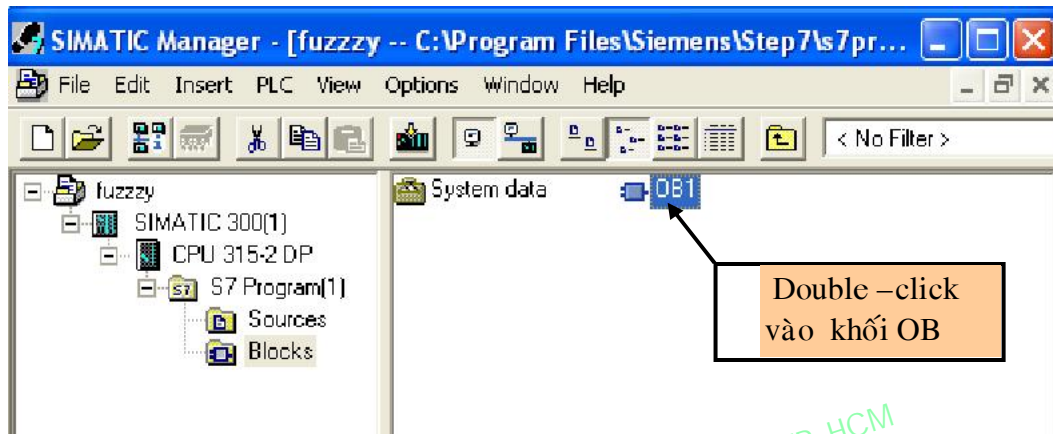 SIMATIC Manager - [fuzzzy -- C:\Program Files\Siemens\Step7\s7pr...
File Edit Insert PLC View Options Window Help
< No Filter >
fuzzzy
SIMATIC 300(1)
CPU 315-2 DP
S7 Program(1)
Sources
Blocks
System data
OB1
Double –click
vào khối OB
HCM